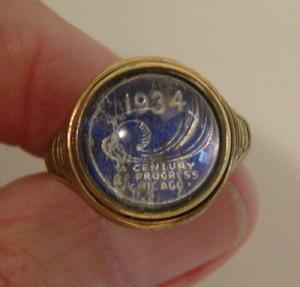 1934
A CENTURY
OF PROGRESS
CHICAGO